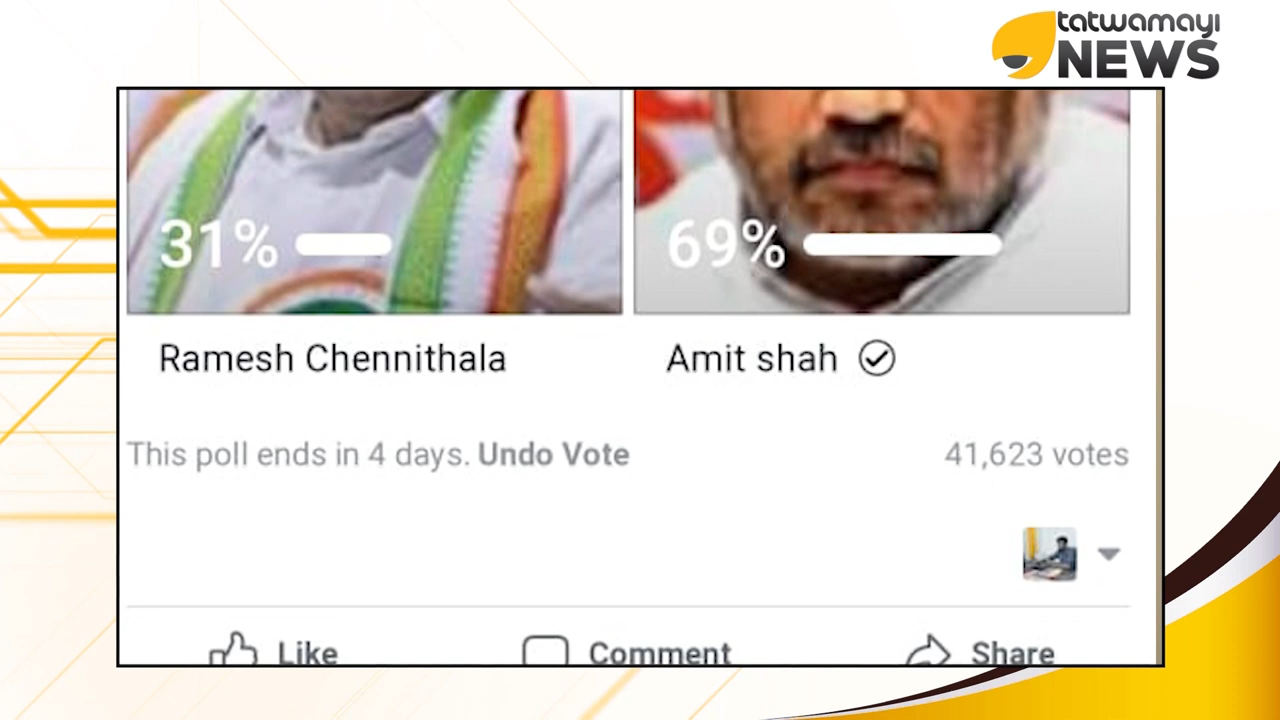 tatwamayi
NEWS
31%
69%
Ramesh Chennithala
Amit shah
This poll ends in 4 days. Undo Vote
41,623 votes
Like
Comment
Share